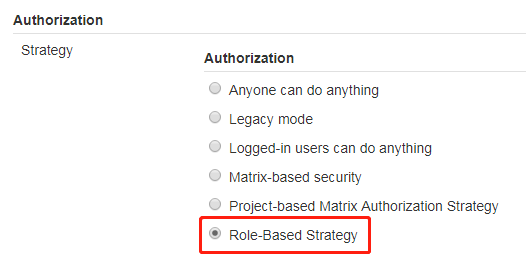 Authorization
Strategy
Authorization
Anyone can do anything
Legacy mode
Logged-in users can do anything
Matrix-based security
Project-based Matrix Authorization Strategy
Role-Based Strategy